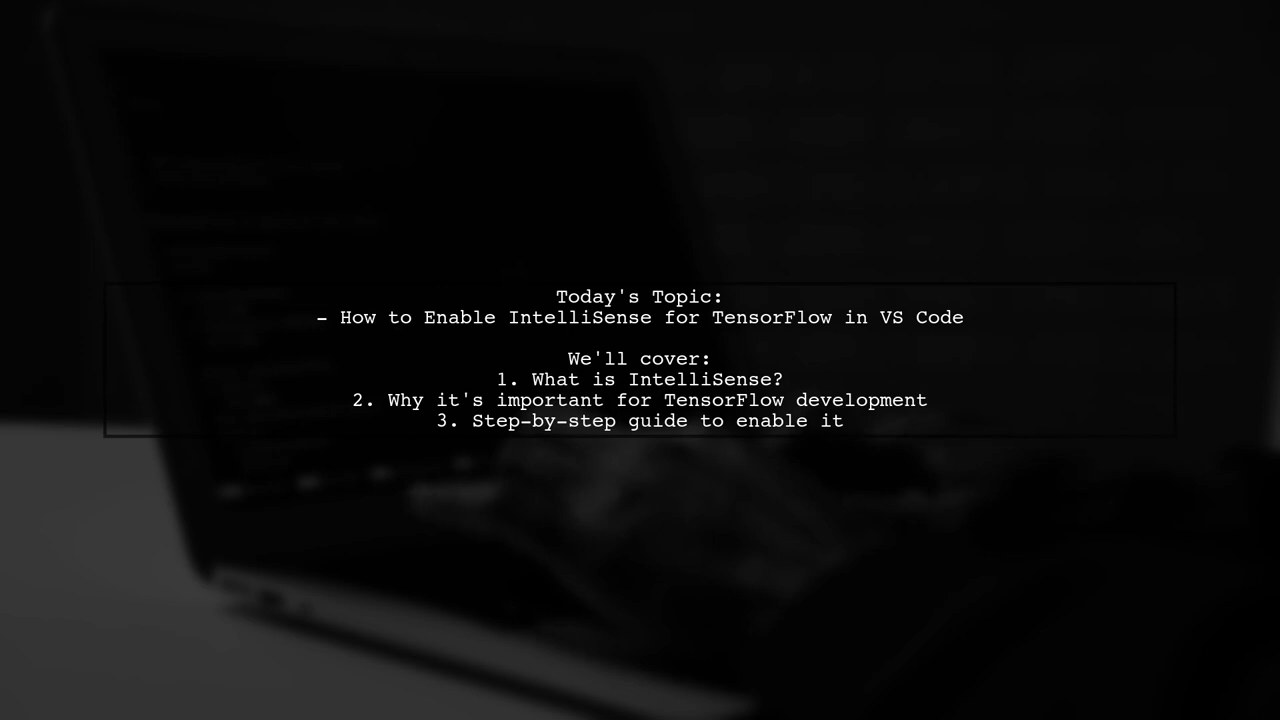 Today's Topic:
- How to Enable IntelliSense for TensorFlow in VS Code
We'll cover:
1. What is IntelliSense?
2. Why it's important for TensorFlow development
3. Step-by-step guide to enable it